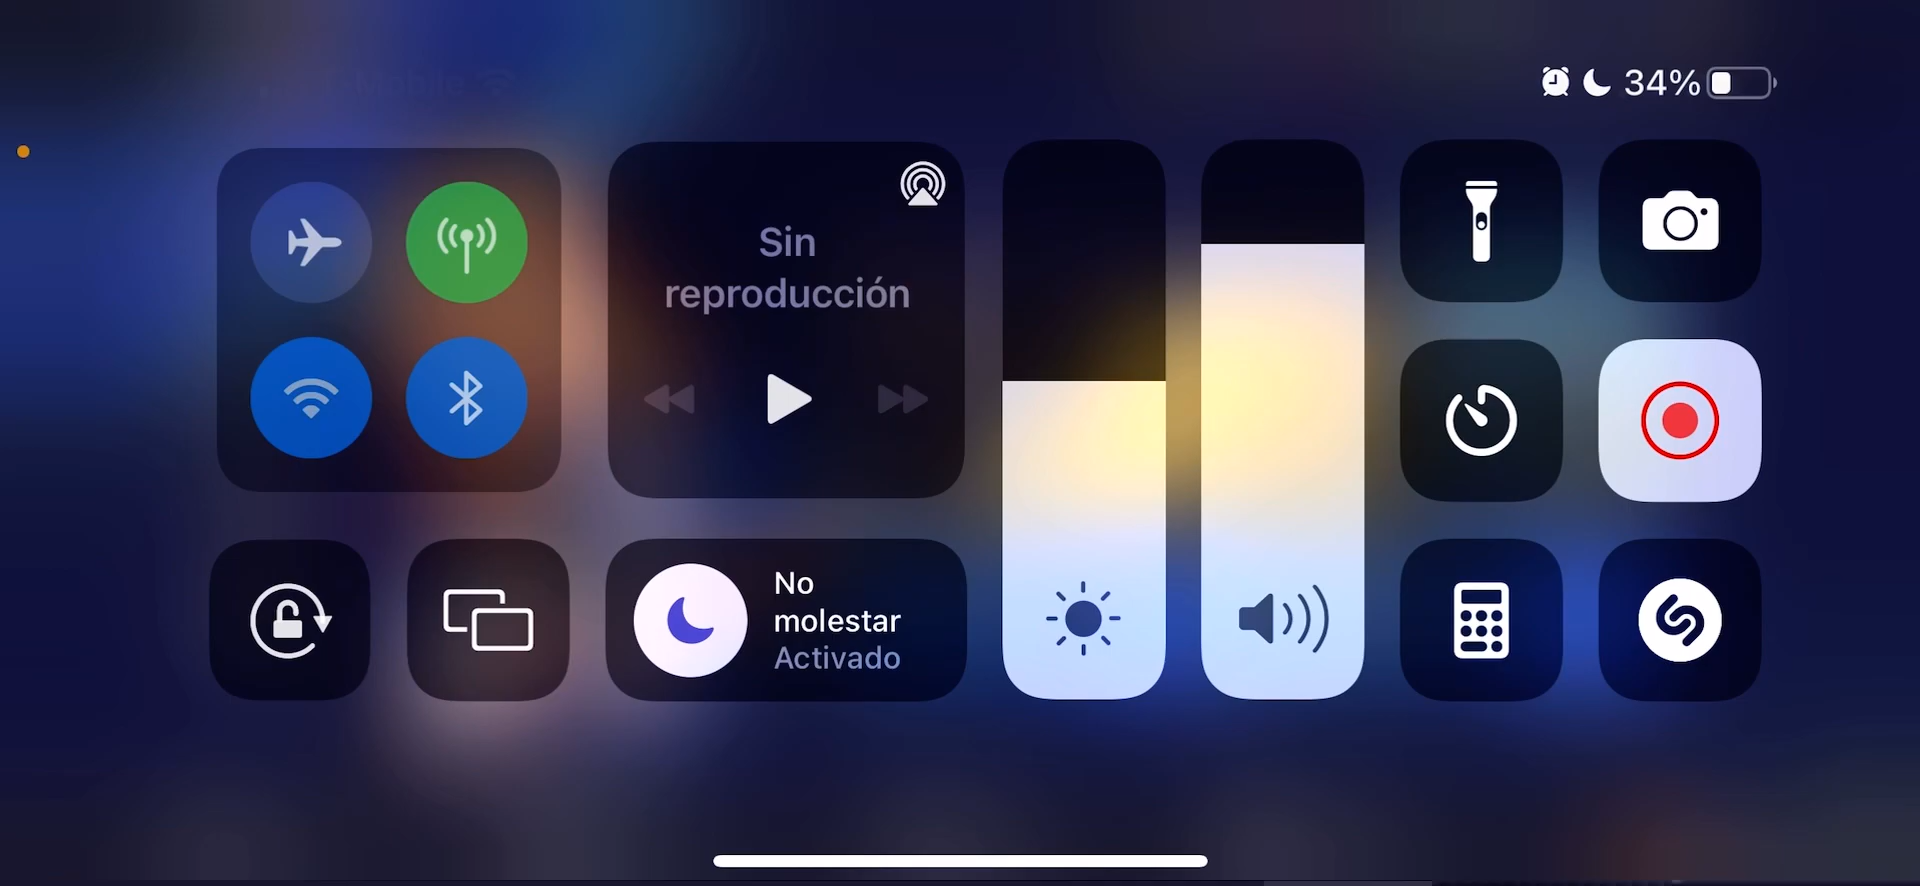 34%
Sin
reproducción
No
molestar
Activado